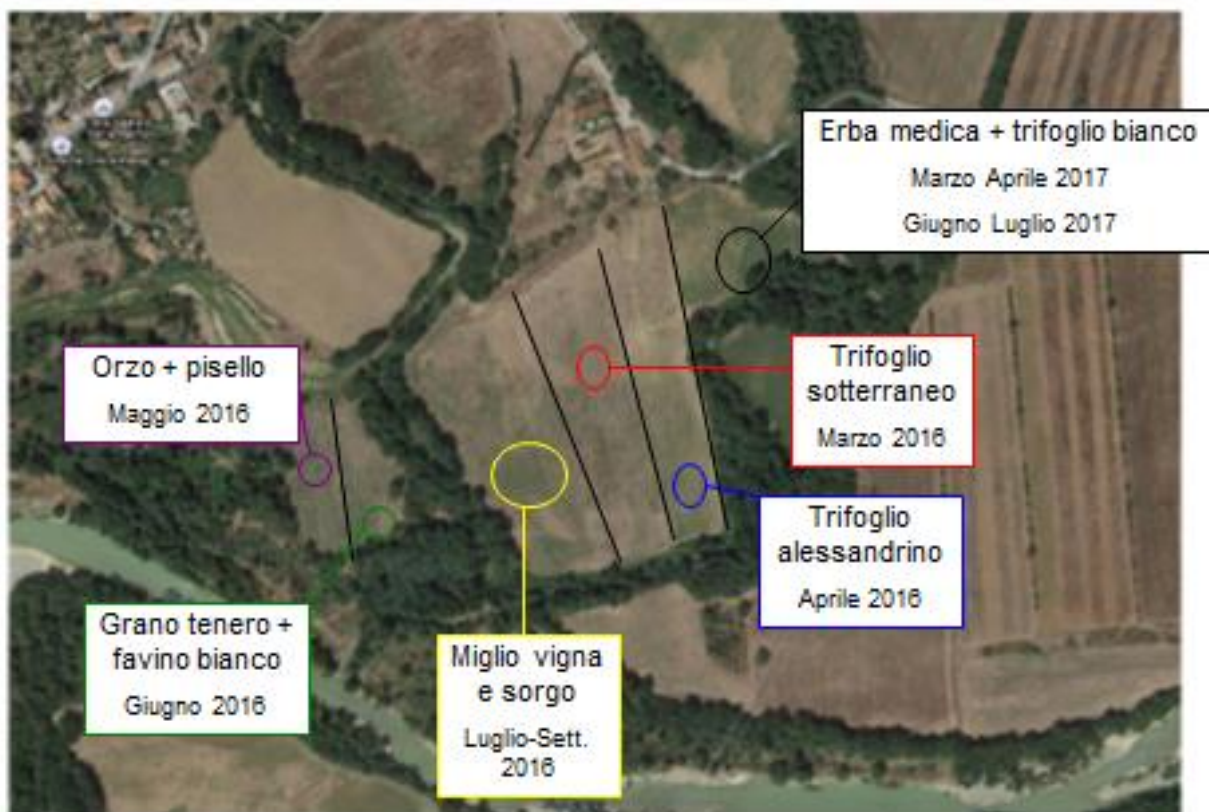 Erba medica + trifoglio bianco
Marzo Aprile 2017
Giugno Luglio 2017
Orzo + pisello
Maggio 2016
Trifoglio
sotterraneo
Marzo 2016
Trifoglio
alessandrino
Aprile 2016
Grano tenero +
favino bianco
Giugno 2016
Miglio vigna
e sorgo
Luglio-Sett.
2016